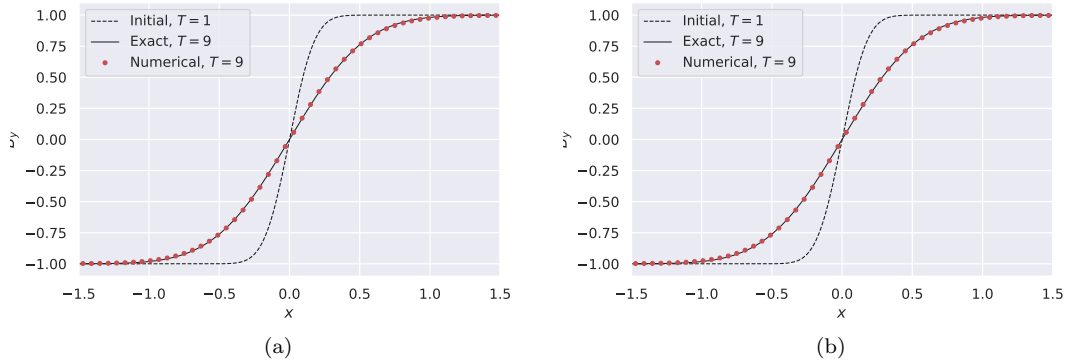 1.00
0.75
0.50
0.25
0.00
−0.25
−0.50
−0.75
−1.00
Initial, T = 1
Exact, T = 9
Numerical, T = 9
−1.5 −1.0 −0.5 0.0 0.5 1.0 1.5
x
(a)
1.00
0.75
0.50
0.25
0.00
−0.25
−0.50
−0.75
−1.00
Initial, T = 1
Exact, T = 9
Numerical, T = 9
−1.5 −1.0 −0.5 0.0 0.5 1.0 1.5
x
(b)